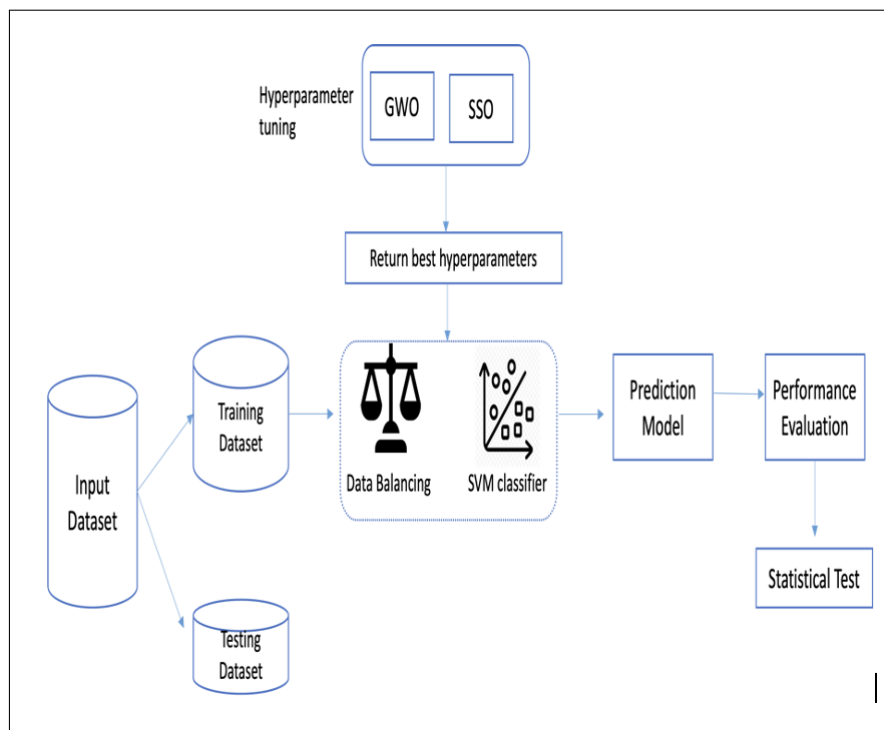 Hyperparameter
tuning
GWO
SSO
Return best hyperparameters
Input
Dataset
Training
Dataset
Testing
Dataset
Data Balancing
SVM classifier
Prediction
Model
Performance
Evaluation
Statistical Test